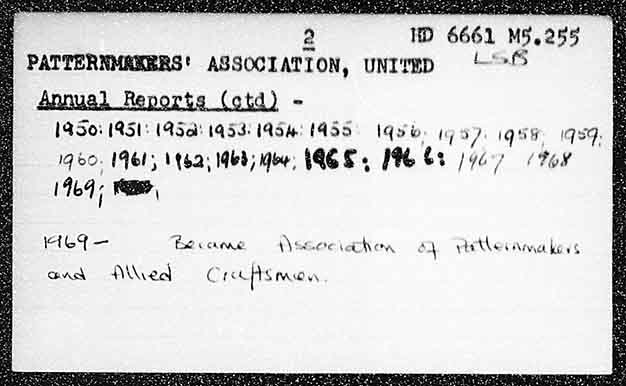 2
HD 6661 M5.255
LSB
PATTERNMAKERS' ASSOCIATION, UNITED
Annual Reports (ctd) -
1950: 1951: 1952: 1953: 1954: 1955 1956. 1957. 1958. 1959.
1960. 1961; 1962; 1963; 1964; 1965: 1966: 1967 1968
1969;
1969 - Became Association of Patternmakers
and Allied Craftsmen.